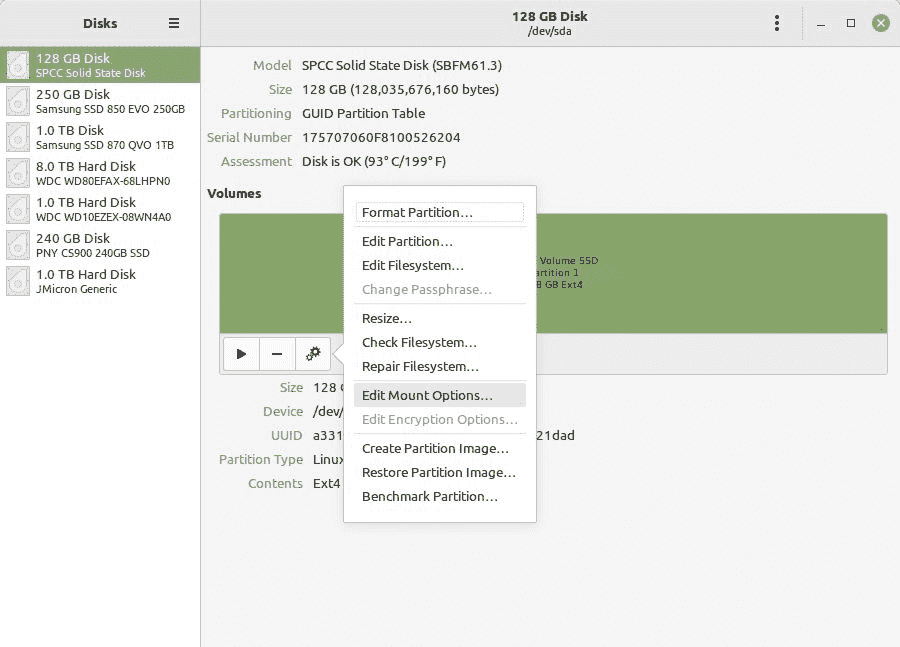 Disks
128 GB Disk
/dev/sda
128 GB Disk
SPCC Solid State Disk
250 GB Disk
Samsung SSD 850 EVO 250GB
1.0 TB Disk
Samsung SSD 870 QVO 1TB
8.0 TB Hard Disk
WDC WD80EFAX-68LHPN0
1.0 TB Hard Disk
WDC WD10EZEX-08WN4A0
240 GB Disk
PNY CS900 240GB SSD
1.0 TB Hard Disk
JMicron Generic
Model SPCC Solid State Disk (SBFM61.3)
Size 128 GB (128,035,676,160 bytes)
Partitioning GUID Partition Table
Serial Number 175707060F8100526204
Assessment Disk is OK (93° C/199° F)
Volumes
Volume SSD
artition 1
8 GB Ext4
Format Partition…
Edit Partition…
Edit Filesystem…
Change Passphrase…
Resize…
Check Filesystem…
Repair Filesystem…
Edit Mount Options…
Edit Encryption Options…
Create Partition Image…
Restore Partition Image…
Benchmark Partition…
Size 128
Device /dev/
UUID a331 21dad
Partition Type Linux
Contents Ext4